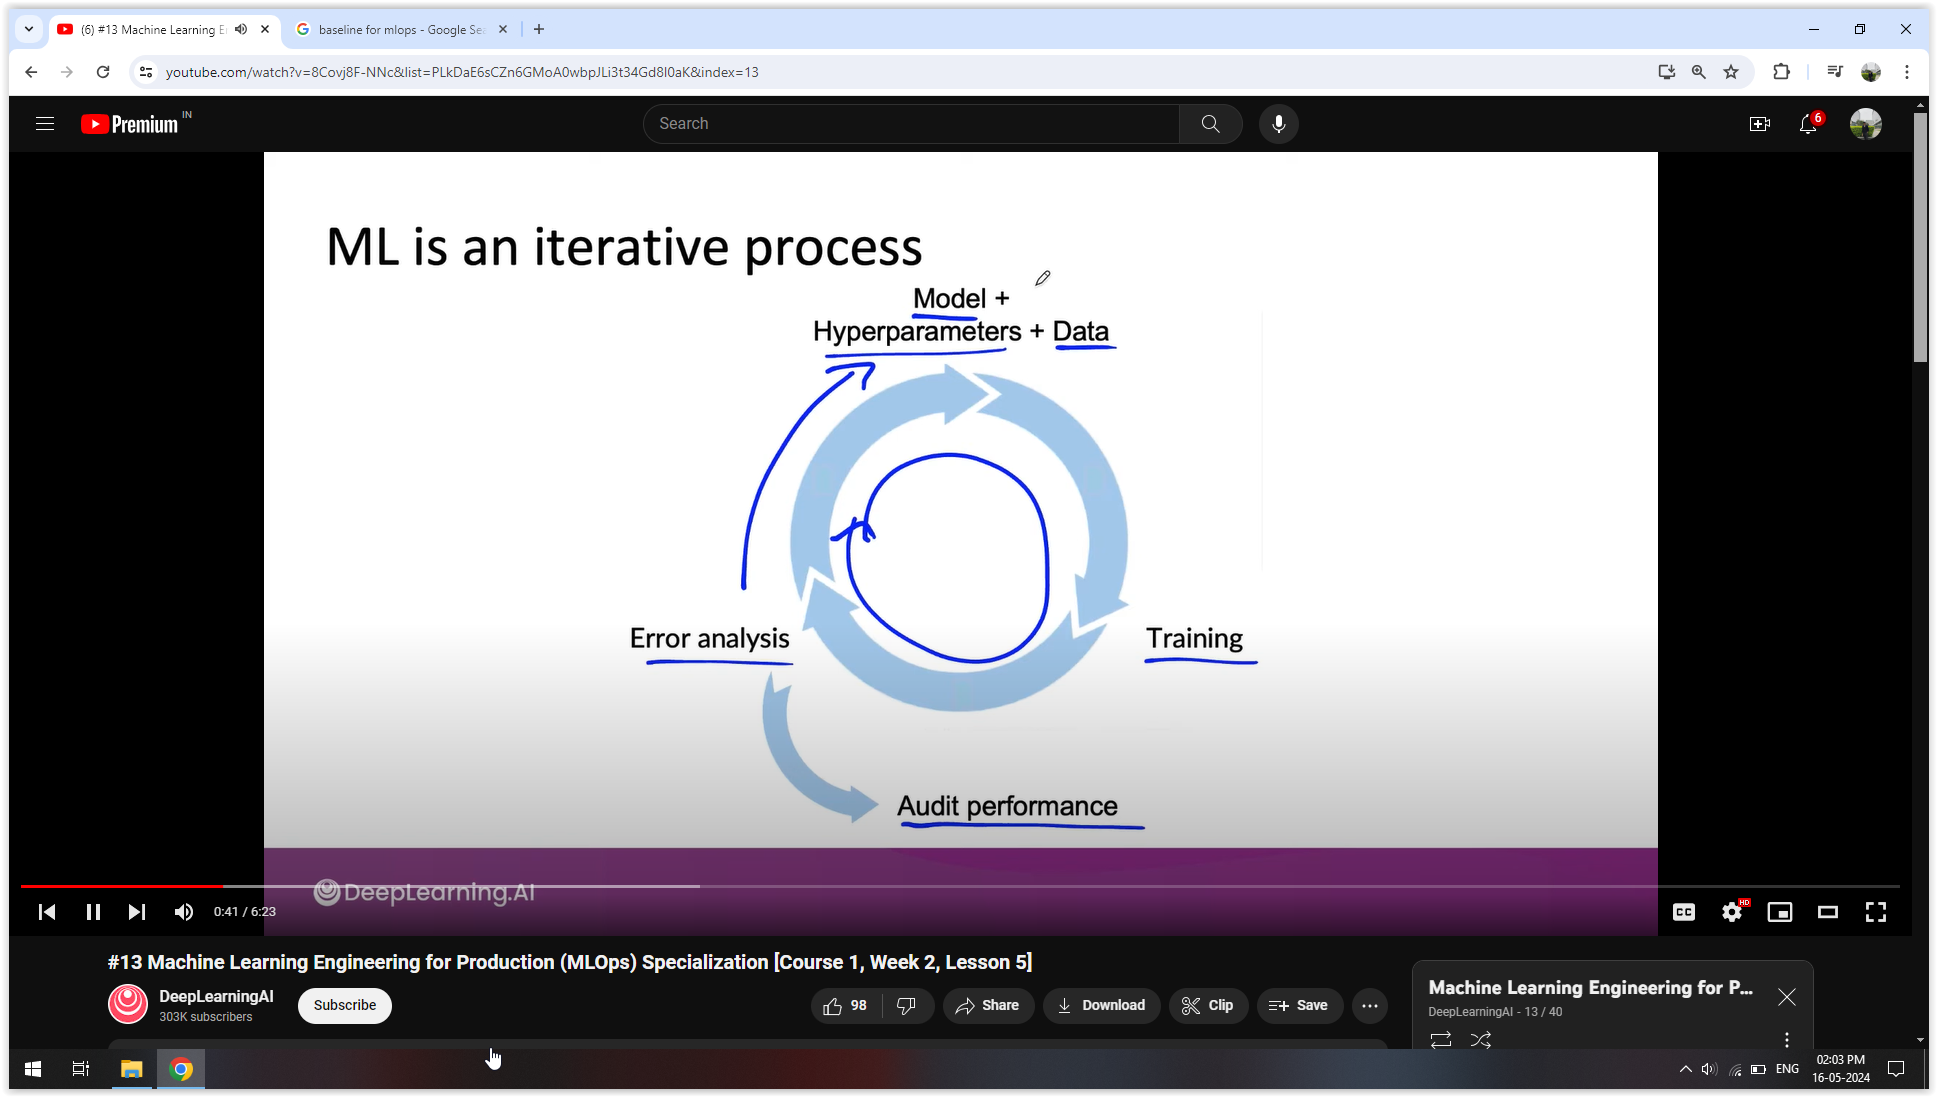 (6) #13 Machine Learning E
baseline for mlops - Google Se
youtube.com/watch?v=8Covj8F-NNc&list=PLkDaE6sCZn6GMoA0wbpJLi3t34Gd8l0aK&index=13
Premium IN
Search
6
ML is an iterative process
Model +
Hyperparameters + Data
Error analysis
Training
Audit performance
DeepLearning.AI
0:41 / 6:23
CC
HD
#13 Machine Learning Engineering for Production (MLOps) Specialization [Course 1, Week 2, Lesson 5]
DeepLearningAI
303K subscribers
Subscribe
98
Share
Download
Clip
Save
Machine Learning Engineering for P...
DeepLearningAI - 13 / 40
ENG
02:03 PM
16-05-2024